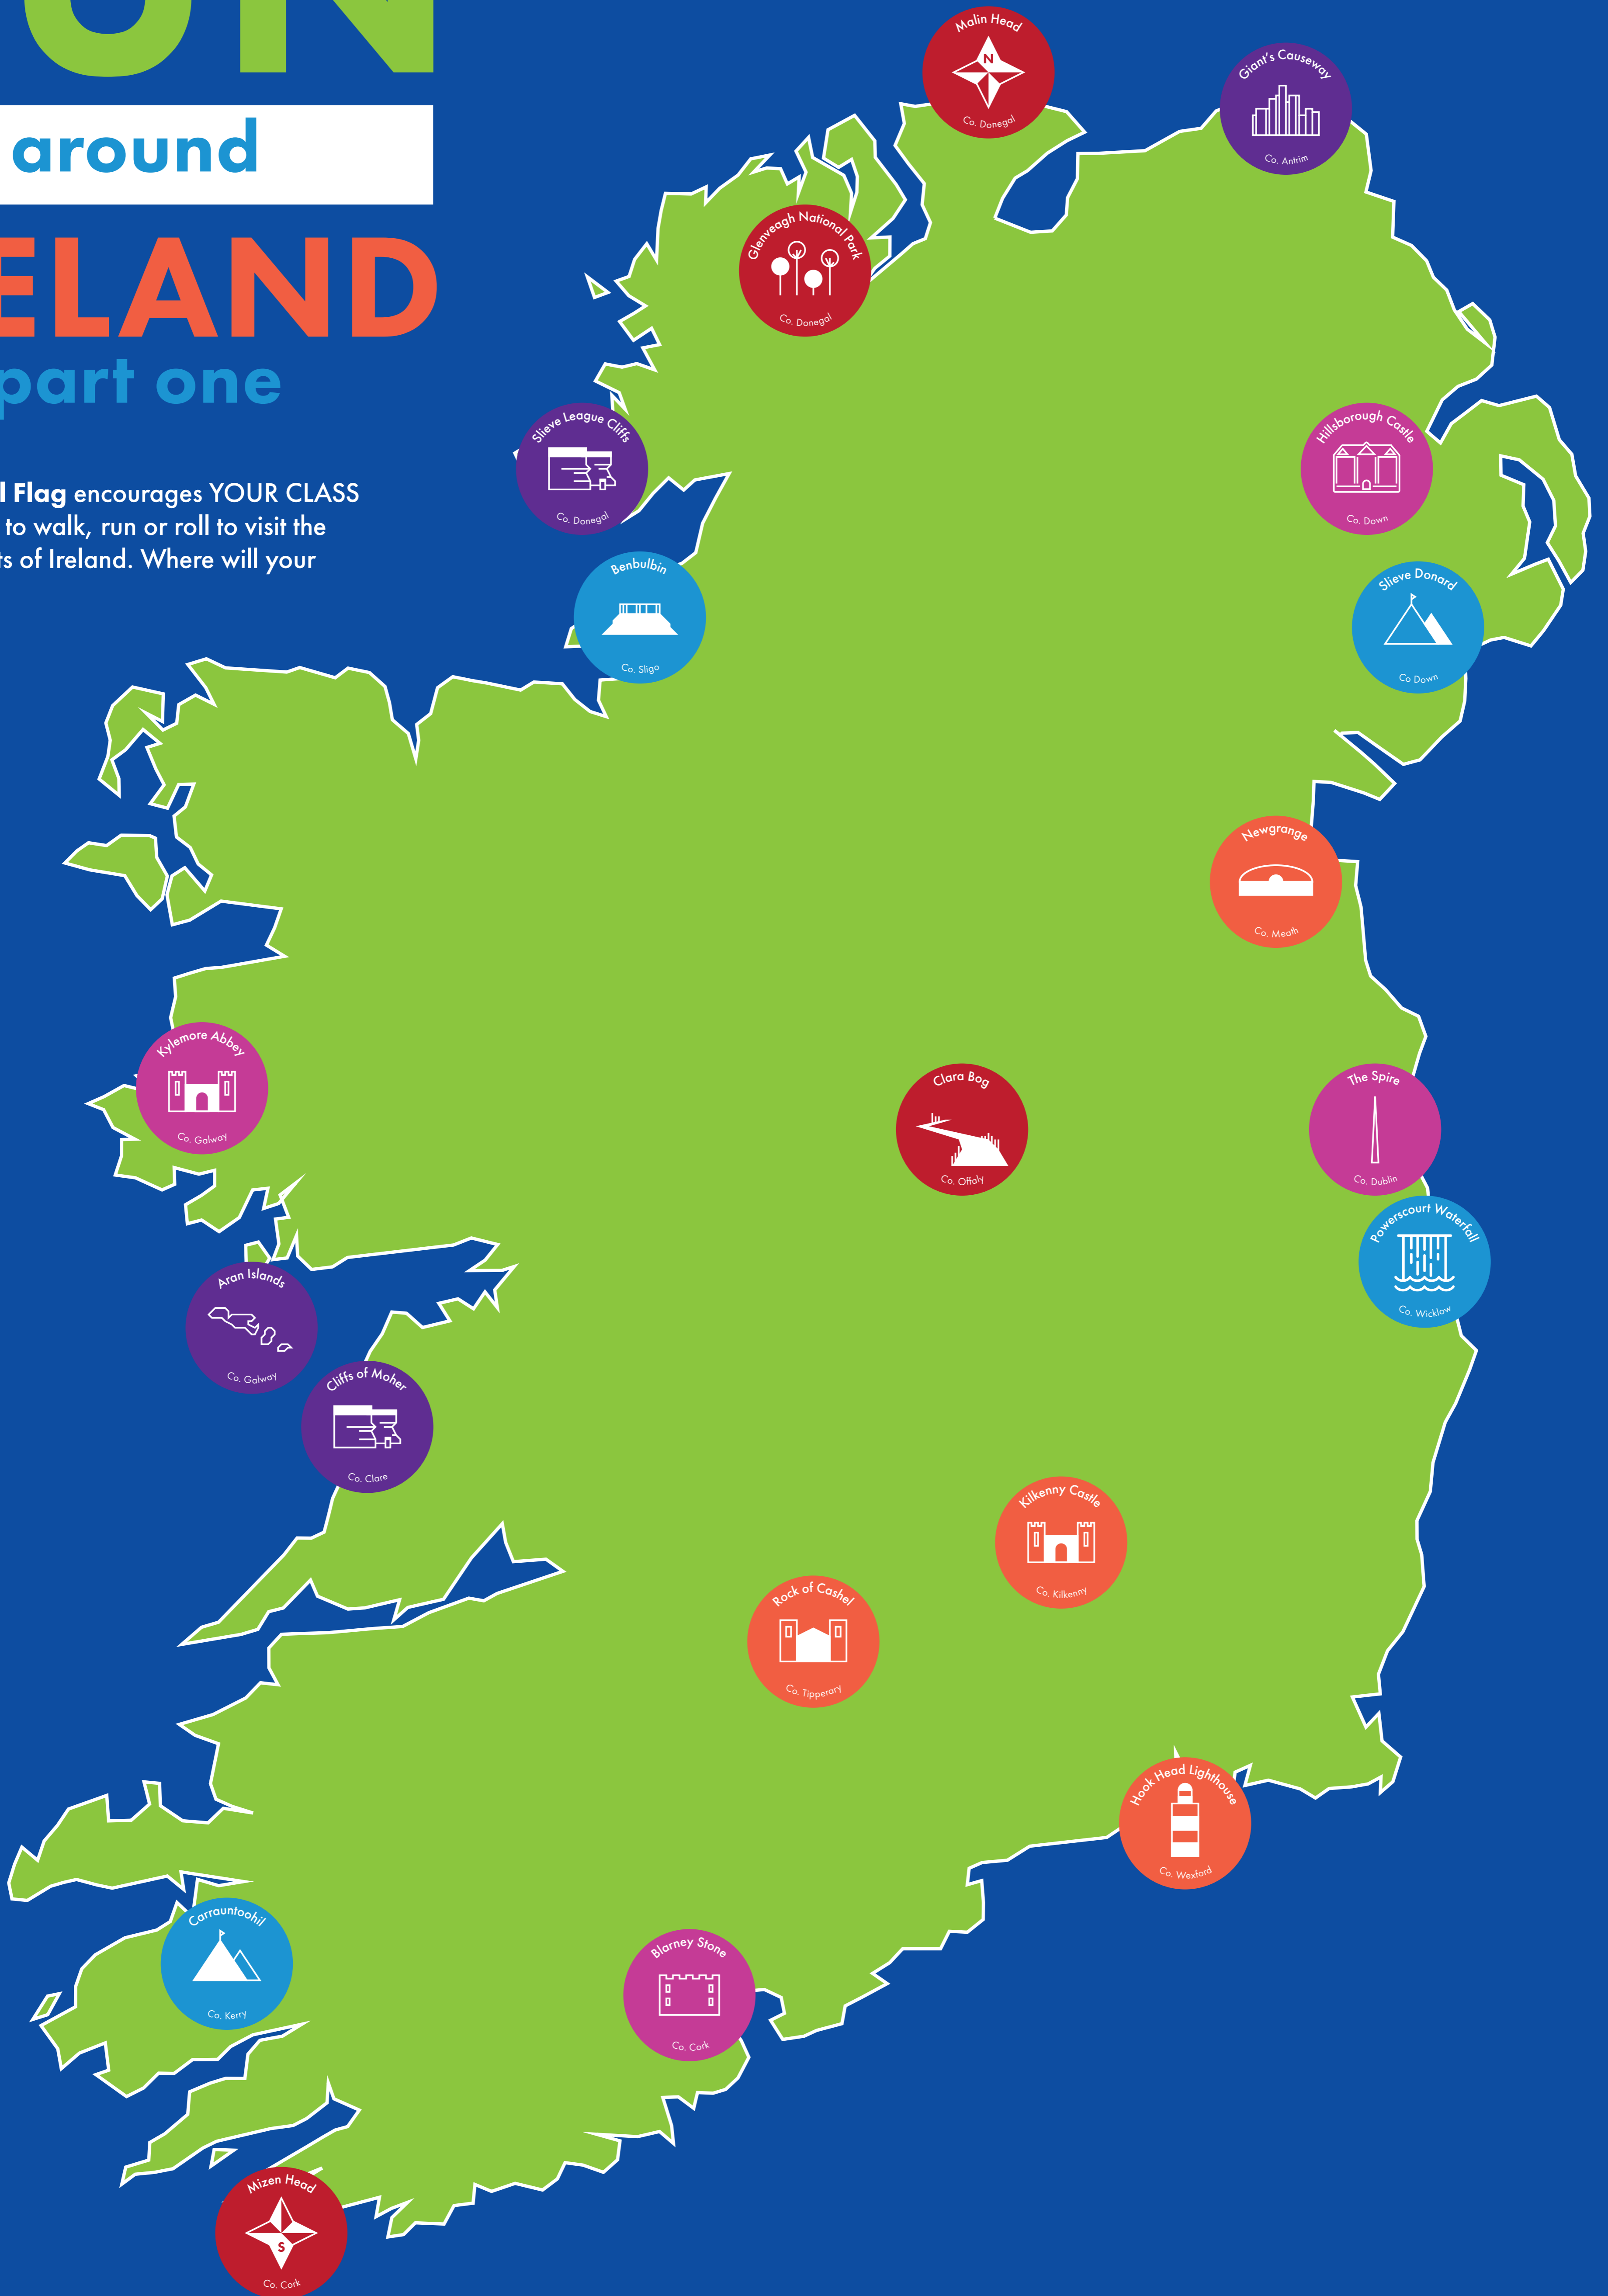 UN
around
ELAND
part one
l Flag encourages YOUR CLASS
to walk, run or roll to visit the
ts of Ireland. Where will your
Malin Head
N
Co. Donegal
Giant's Causeway
Co. Antrim
Glenveagh National Park
Co. Donegal
Slieve League Cliffs
Co. Donegal
Hillsborough Castle
Co. Down
Benbulbin
Co. Sligo
Slieve Donard
Co Down
Newgrange
Co. Meath
Kylemore Abbey
Co. Galway
Clara Bog
Co. Offaly
The Spire
Co. Dublin
Powerscourt Waterfall
Co. Wicklow
Aran Islands
Co. Galway
Cliffs of Moher
Co. Clare
Kilkenny Castle
Co. Kilkenny
Rock of Cashel
Co. Tipperary
Hook Head Lighthouse
Co. Wexford
Carrauntoohil
Co. Kerry
Blarney Stone
Co. Cork
Mizen Head
S
Co. Cork